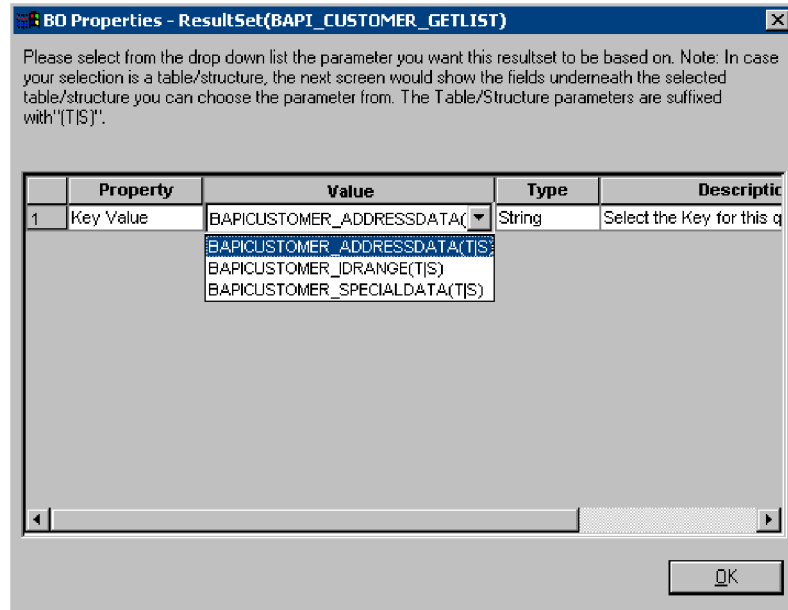 BO Properties - ResultSet(BAPI_CUSTOMER_GETLIST)
Please select from the drop down list the parameter you want this resultset to be based on. Note: In case
your selection is a table/structure, the next screen would show the fields underneath the selected
table/structure you can choose the parameter from. The Table/Structure parameters are suffixed
with"(T|S)".
Property Value Type Descriptic
1 Key Value BAPICUSTOMER_ADDRESSDATA( String Select the Key for this q
BAPICUSTOMER_ADDRESSDATA(T|S)
BAPICUSTOMER_IDRANGE(T|S)
BAPICUSTOMER_SPECIALDATA(T|S)
OK